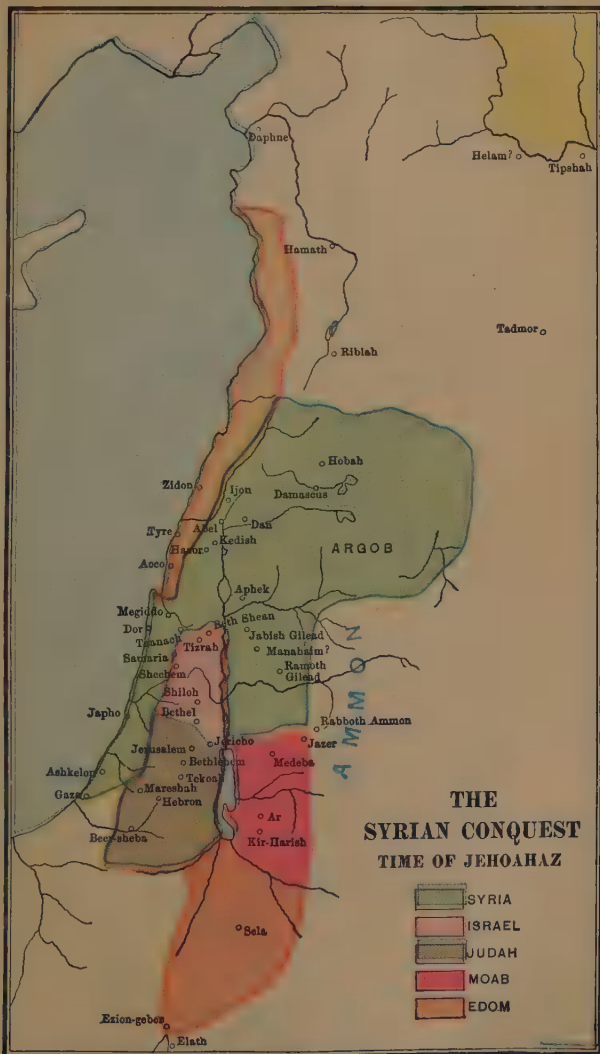 Daphne
Helam?
Tipshah
Hamath
Tadmor
Riblah
Hobah
Zidon
Ijon
Damascus
Tyre
Abel
Dan
Kedish
Hazor
ARGOB
Acco
Aphek
Megiddo
Beth Shean
Dor
Taanach
Jabish Gilead
Tizrah
Manahaim?
Samaria
Ramoth
Gilead
Shechem
AMMON
Shiloh
Japho
Bethel
Rabboth Ammon
Jericho
Jazer
Jerusalem
Bethlehem
Medeba
Ashkelon
Tekoah
Gaza
Mareshah
Hebron
Ar
Beer-sheba
Kir-Harish
THE
SYRIAN CONQUEST
TIME OF JEHOAHAZ
SYRIA
ISRAEL
JUDAH
MOAB
EDOM
Sela
Ezion-geber
Elath